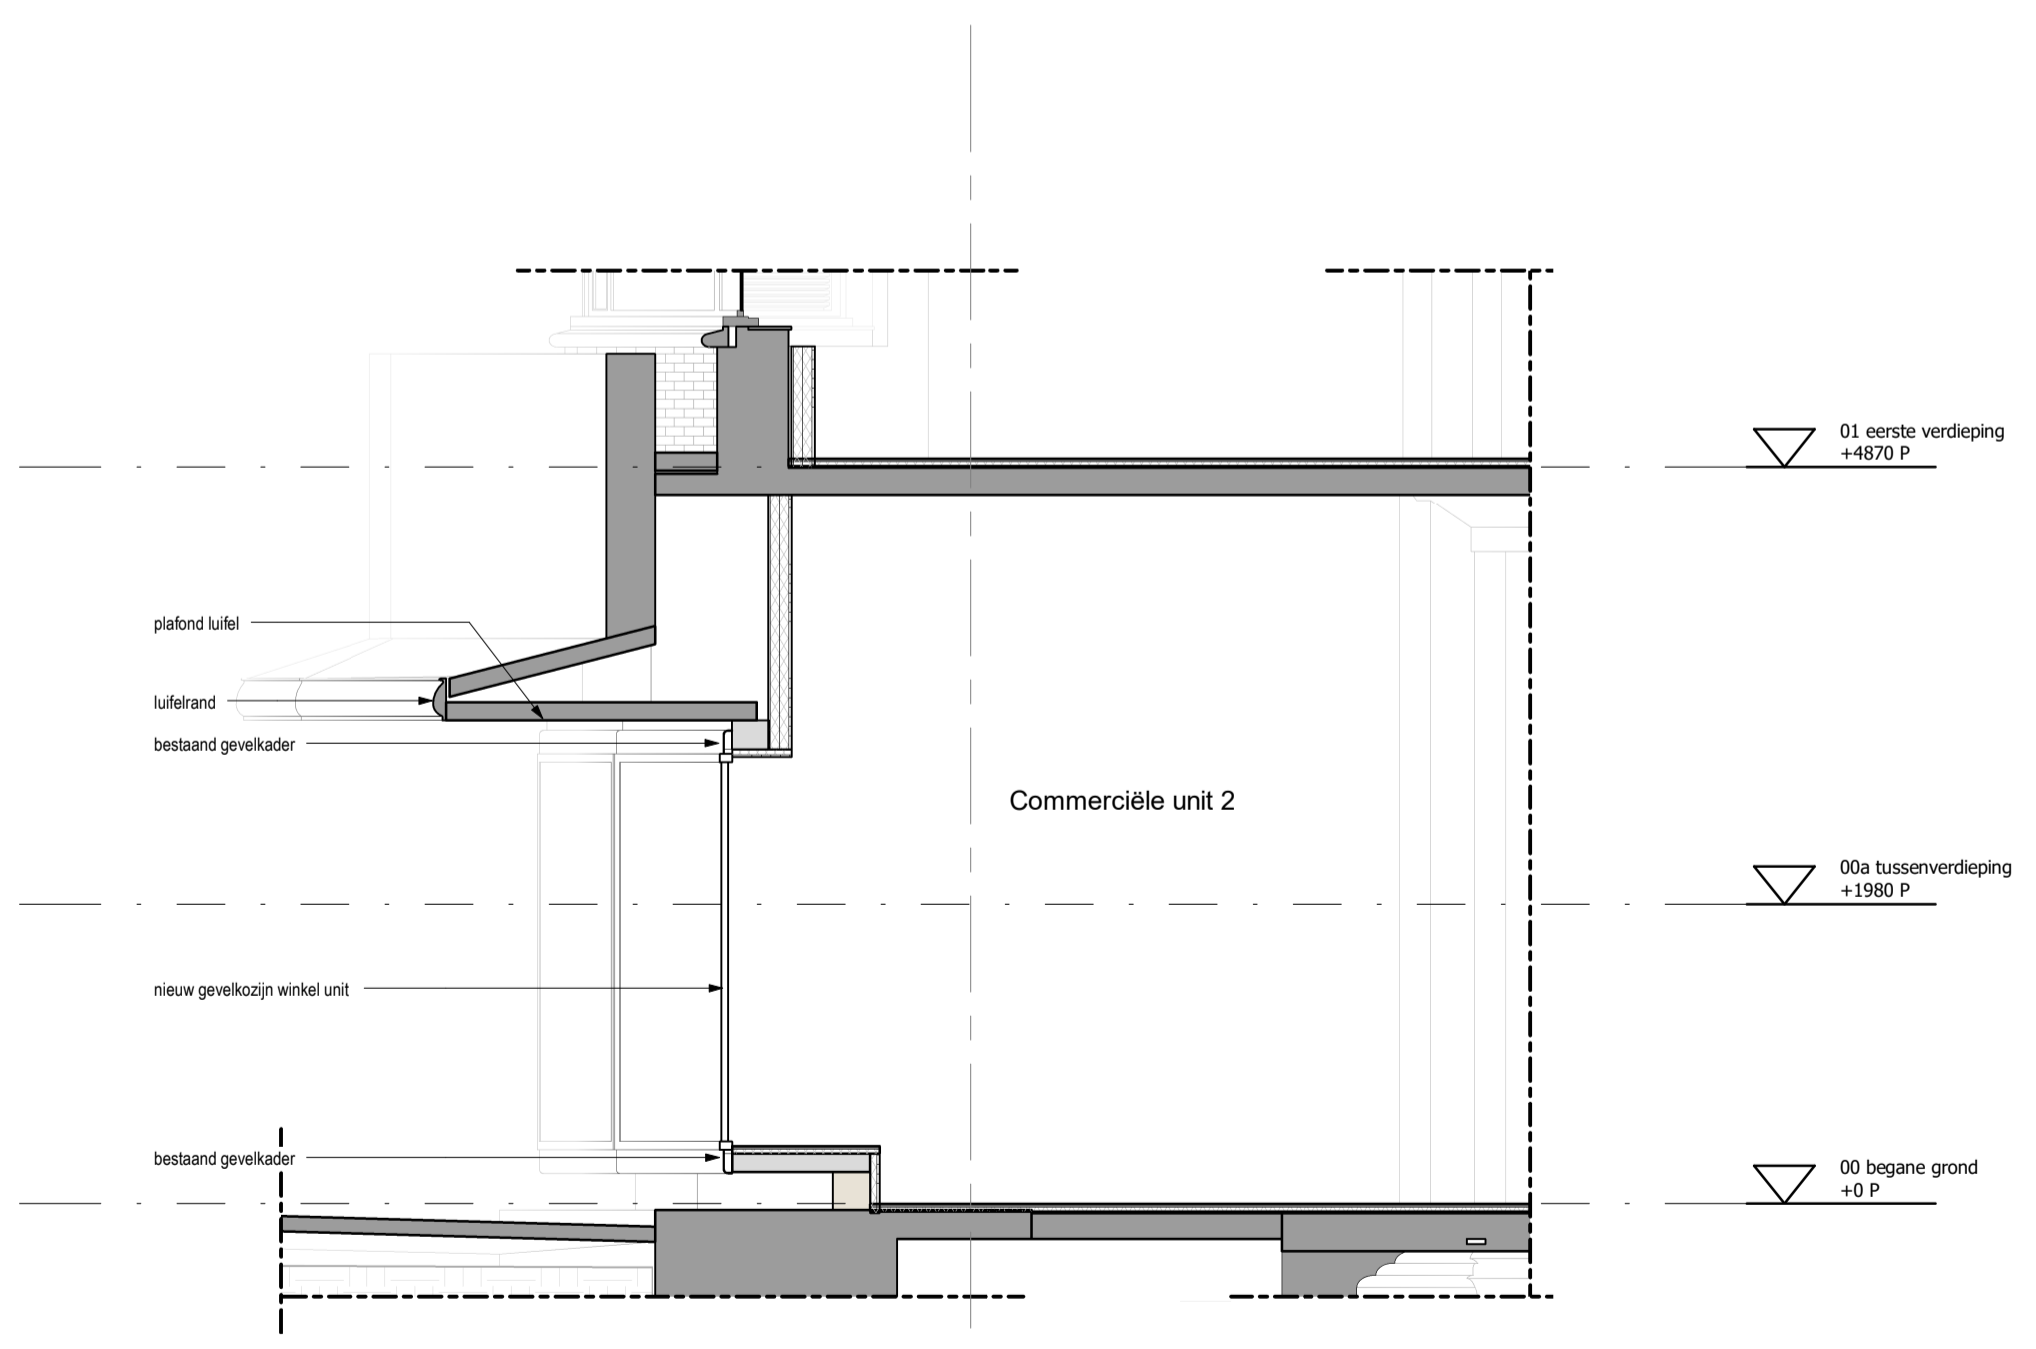 01 eerste verdieping
+4870 P
plafond luifel
luifelrand
bestaand gevelkader
Commerciële unit 2
00a tussenverdieping
+1980 P
nieuw gevelkozijn winkel unit
bestaand gevelkader
00 begane grond
+0 P